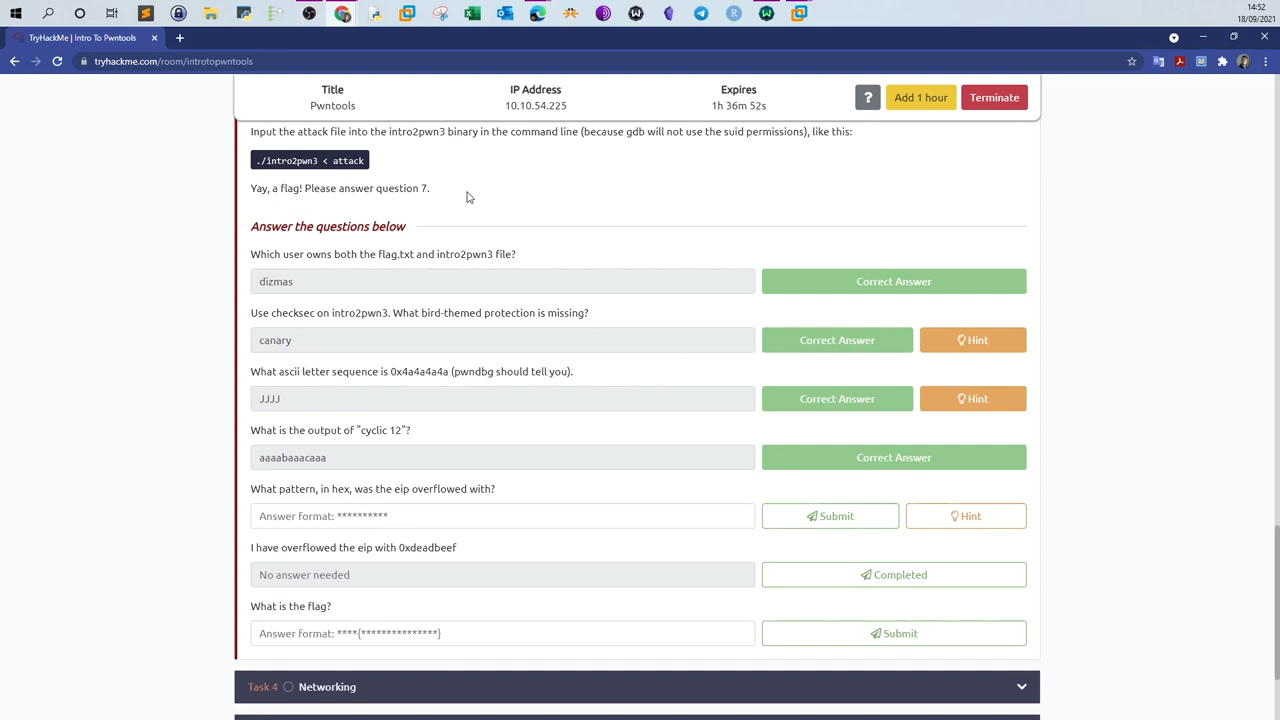 14:52
18/09/2021
TryHackMe | Intro To Pwntools
tryhackme.com/room/introtopwntools
Title
IP Address
Expires
Pwntools
10.10.54.225
1h 36m 52s
?
Add 1 hour
Terminate
Input the attack file into the intro2pwn3 binary in the command line (because gdb will not use the suid permissions), like this:
./intro2pwn3 < attack
Yay, a flag! Please answer question 7.
Answer the questions below
Which user owns both the flag.txt and intro2pwn3 file?
dizmas
Correct Answer
Use checksec on intro2pwn3. What bird-themed protection is missing?
canary
Correct Answer
Hint
What ascii letter sequence is 0x4a4a4a4a (pwndbg should tell you).
JJJJ
Correct Answer
Hint
What is the output of "cyclic 12"?
aaaabaaacaaa
Correct Answer
What pattern, in hex, was the eip overflowed with?
Answer format: **********
Submit
Hint
I have overflowed the eip with 0xdeadbeef
No answer needed
Completed
What is the flag?
Answer format: ****{***************}
Submit
Task 4
Networking